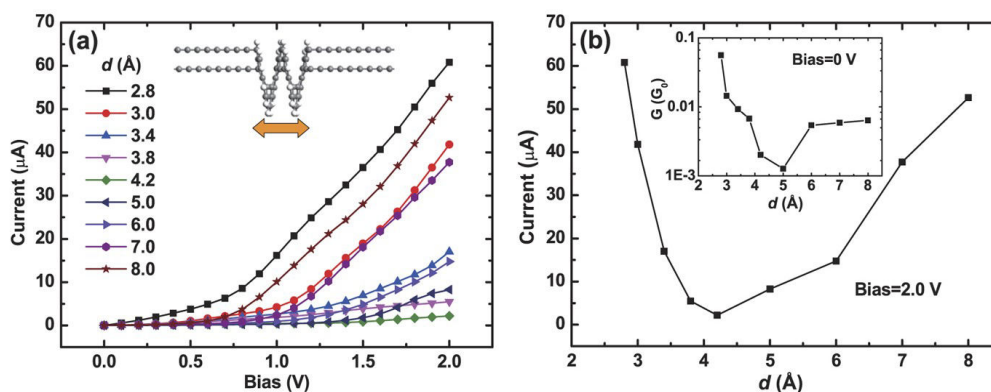 (a)
d (Å)
2.8
3.0
3.4
3.8
4.2
5.0
6.0
7.0
8.0
Current (μA)
60
50
40
30
20
10
0
0.0 0.5 1.0 1.5 2.0
Bias (V)
(b)
Current (μA)
70
60
50
40
30
20
10
0
2 3 4 5 6 7 8
d (Å)
Bias=2.0 V
Bias=0 V
G (G₀)
0.1
0.01
1E-3
2 3 4 5 6 7 8
d (Å)